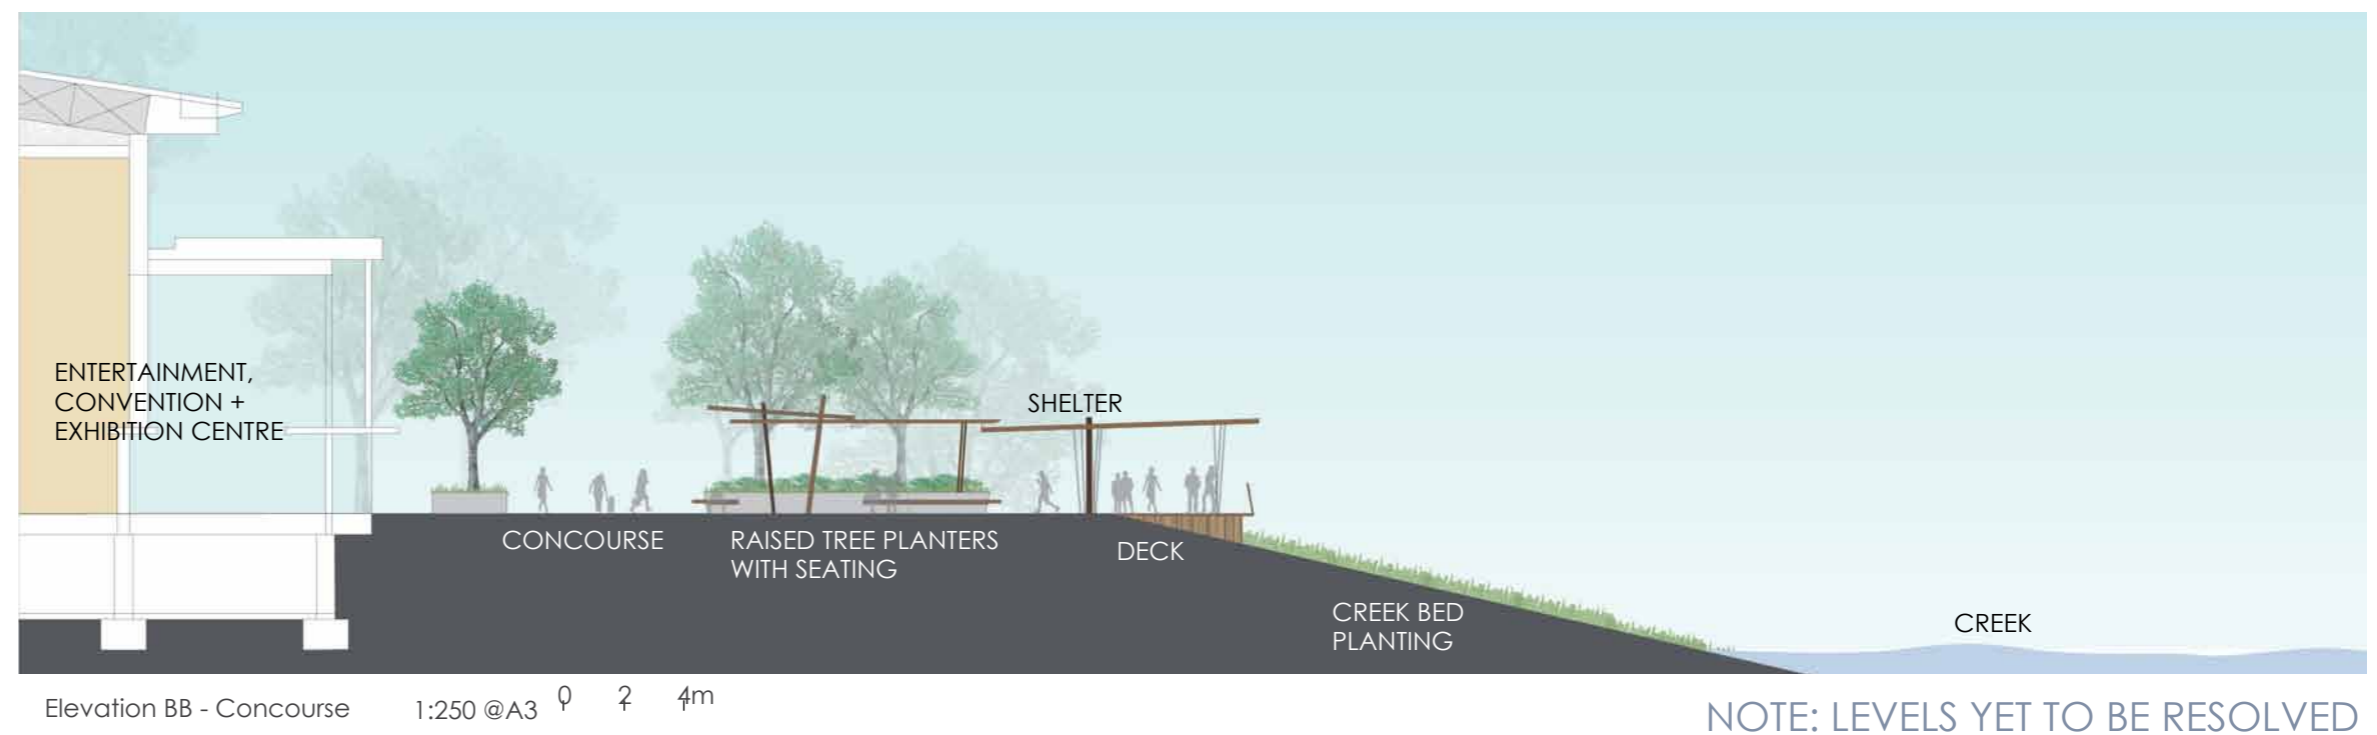 ENTERTAINMENT,
CONVENTION +
EXHIBITION CENTRE
SHELTER
CONCOURSE
RAISED TREE PLANTERS
WITH SEATING
DECK
CREEK BED
PLANTING
CREEK
Elevation BB - Concourse
1:250 @A3
0 2 4m
NOTE: LEVELS YET TO BE RESOLVED